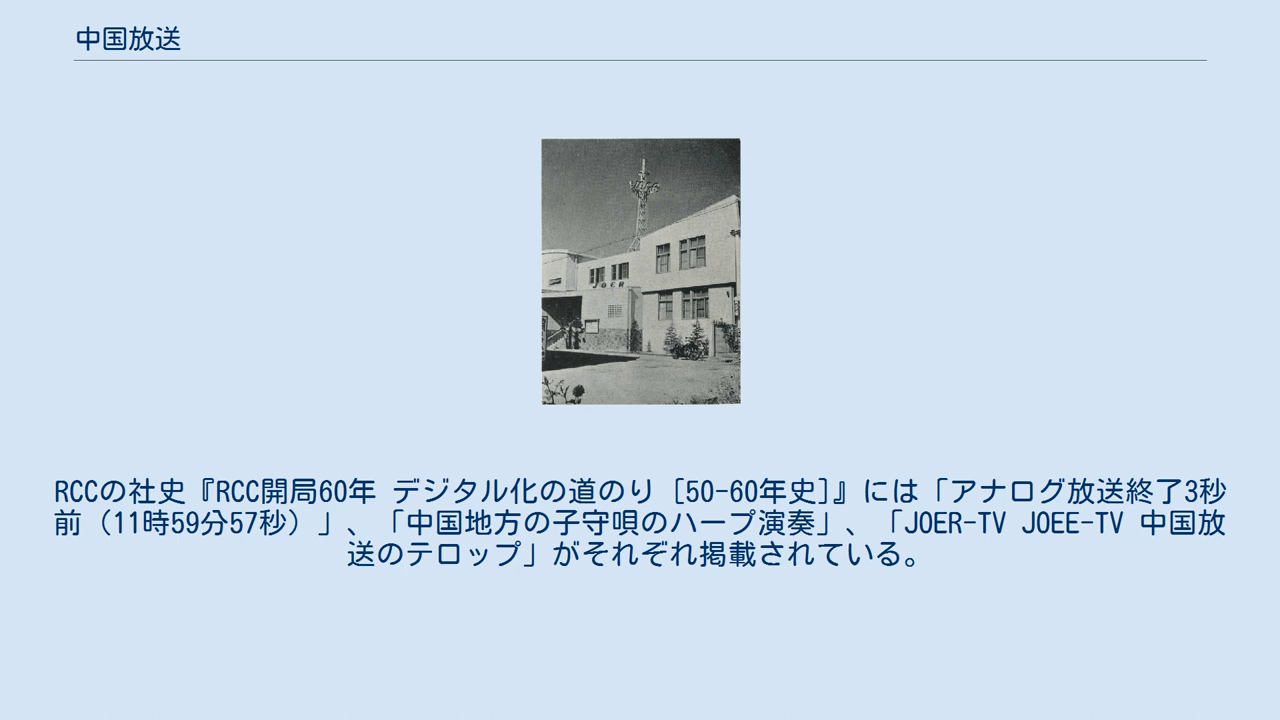 中国放送
JOER
RCCの社史『RCC開局60年 デジタル化の道のり［50-60年史］』には「アナログ放送終了3秒
前（11時59分57秒）」、「中国地方の子守唄のハープ演奏」、「JOER-TV JOEE-TV 中国放
送のテロップ」がそれぞれ掲載されている。